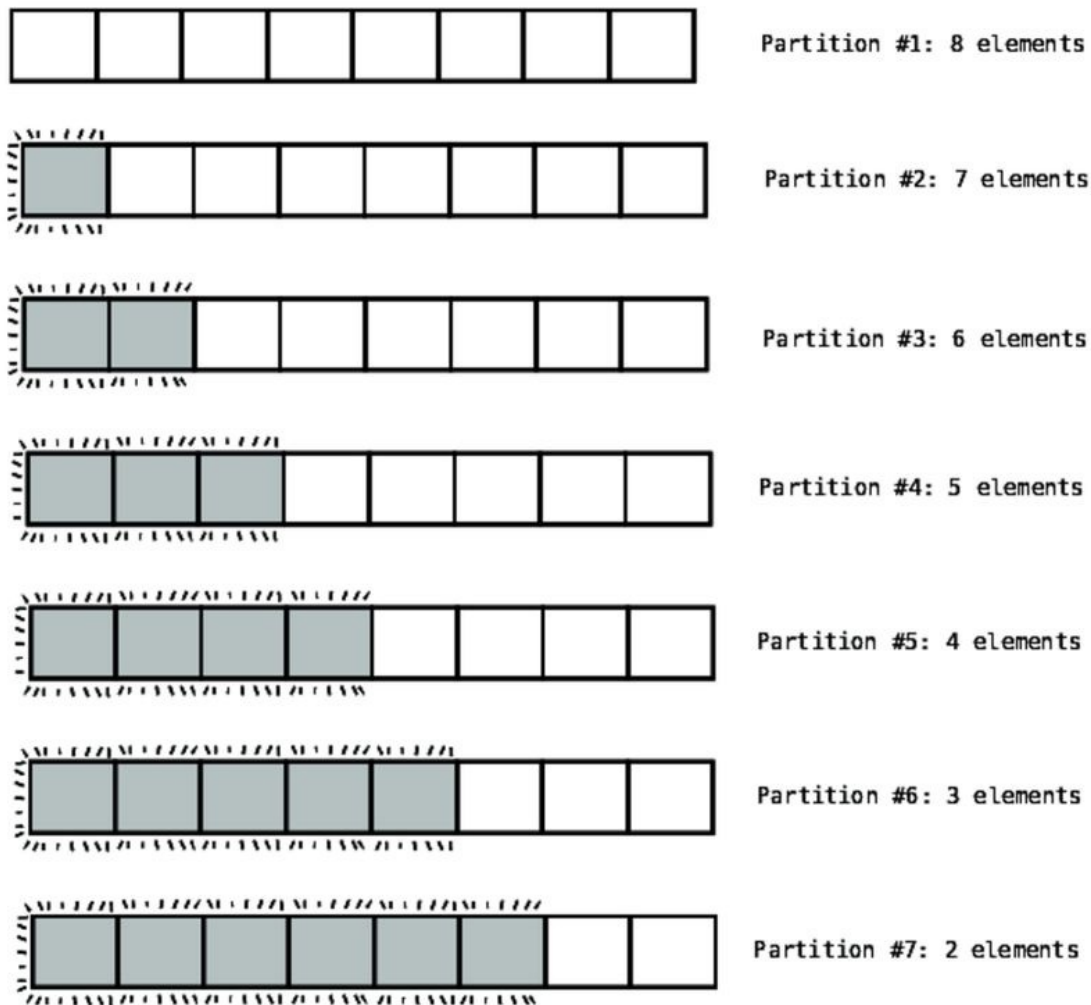 Partition #1: 8 elements
Partition #2: 7 elements
Partition #3: 6 elements
Partition #4: 5 elements
Partition #5: 4 elements
Partition #6: 3 elements
Partition #7: 2 elements